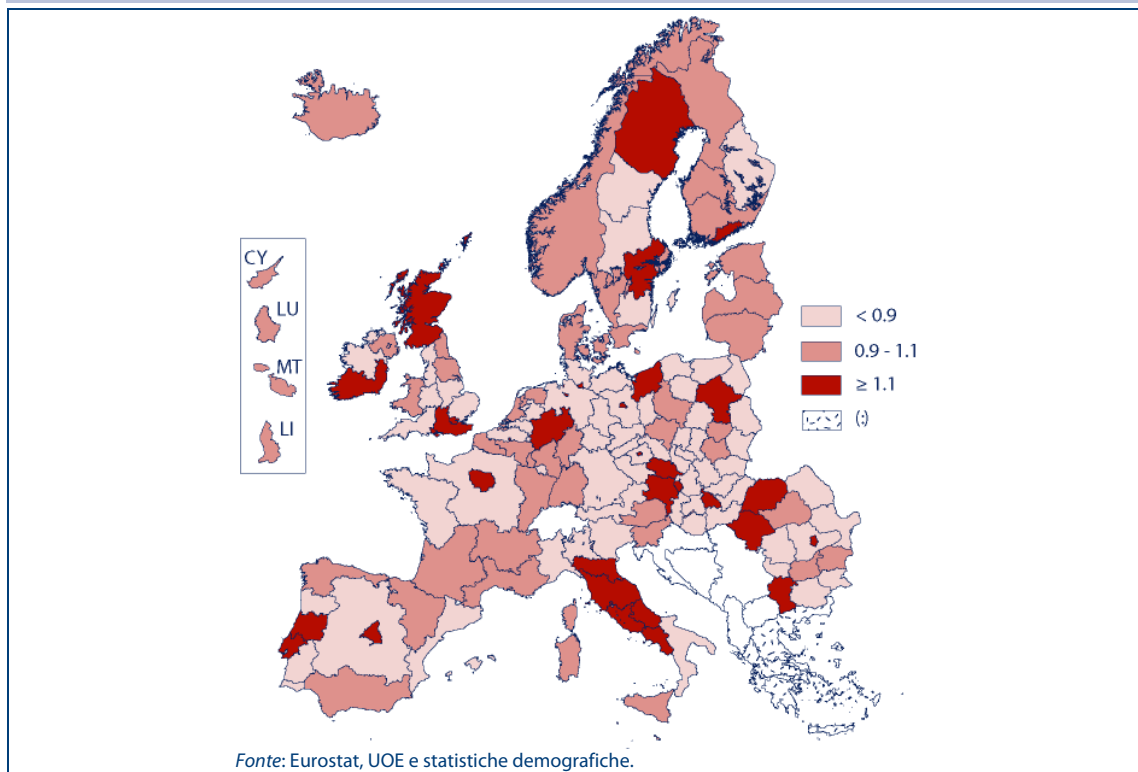 CY
LU
MT
LI
< 0.9
0.9 - 1.1
≥ 1.1
(:)
Fonte: Eurostat, UOE e statistiche demografiche.